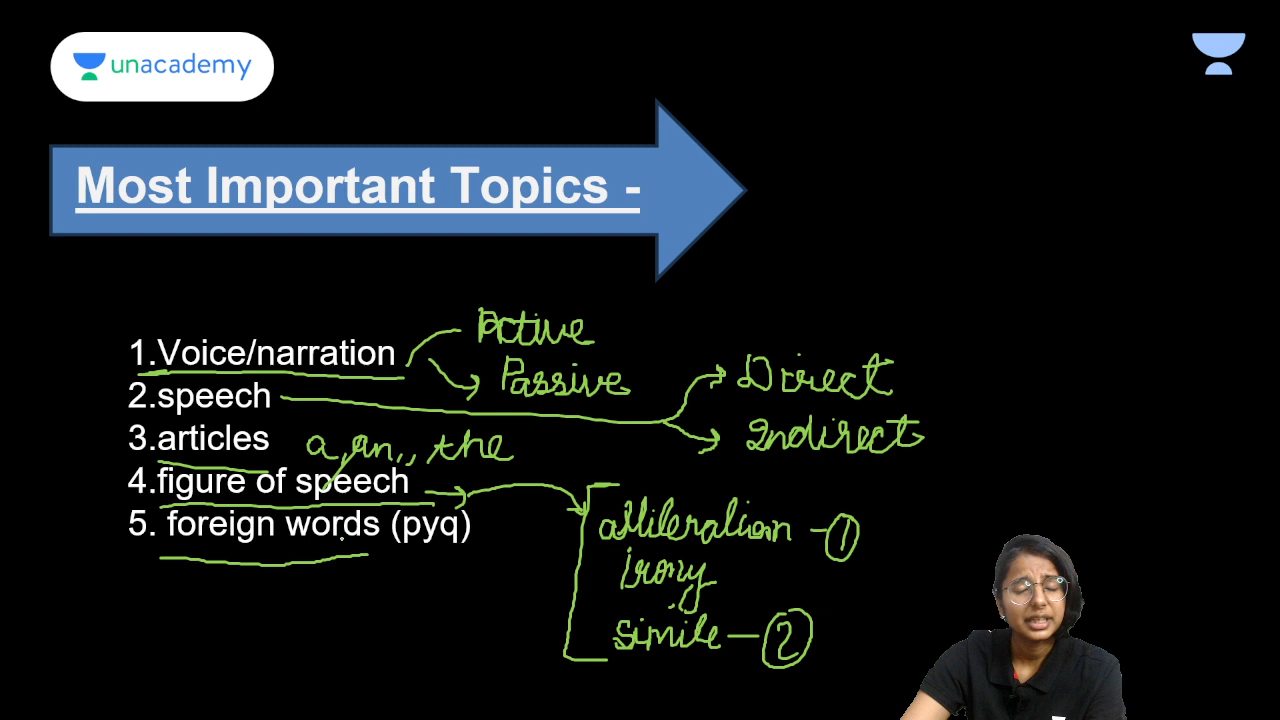 unacademy
Most Important Topics -
1.Voice/narration
Active
Passive
2.speech
Direct
Indirect
3.articles
a, an, the
4.figure of speech
alliteration - 1
irony
simile - 2
5. foreign words (pyq)